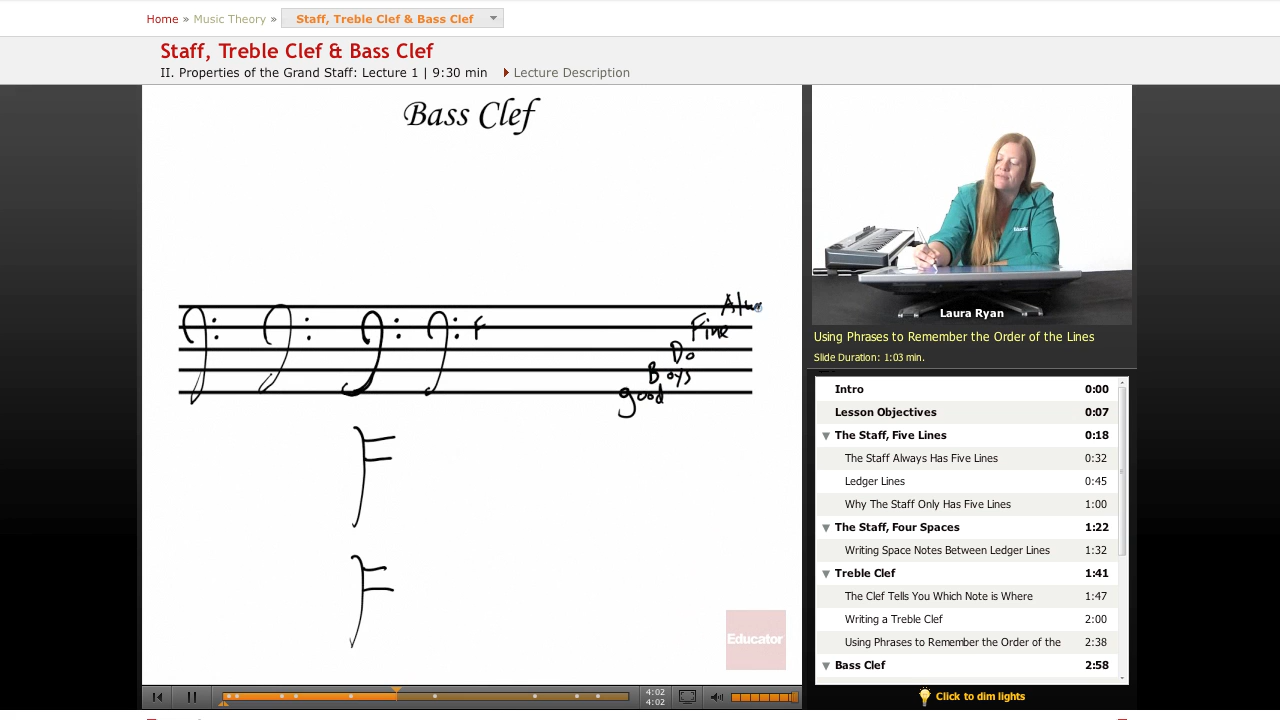 Home » Music Theory » Staff, Treble Clef & Bass Clef
Staff, Treble Clef & Bass Clef
II. Properties of the Grand Staff: Lecture 1 | 9:30 min Lecture Description
Bass Clef
F
Fine
Do
Boys
good
F
F
Educator
4:02
4:02
Educator
Laura Ryan
Using Phrases to Remember the Order of the Lines
Slide Duration: 1:03 min.
Intro 0:00
Lesson Objectives 0:07
The Staff, Five Lines 0:18
The Staff Always Has Five Lines 0:32
Ledger Lines 0:45
Why The Staff Only Has Five Lines 1:00
The Staff, Four Spaces 1:22
Writing Space Notes Between Ledger Lines 1:32
Treble Clef 1:41
The Clef Tells You Which Note is Where 1:47
Writing a Treble Clef 2:00
Using Phrases to Remember the Order of the 2:38
Bass Clef 2:58
Click to dim lights